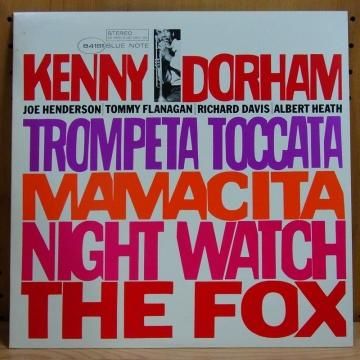 STEREO
84181 BLUE NOTE
KENNY DORHAM
JOE HENDERSON | TOMMY FLANAGAN | RICHARD DAVIS | ALBERT HEATH
TROMPETA TOCCATA
MAMACITA
NIGHT WATCH
THE FOX